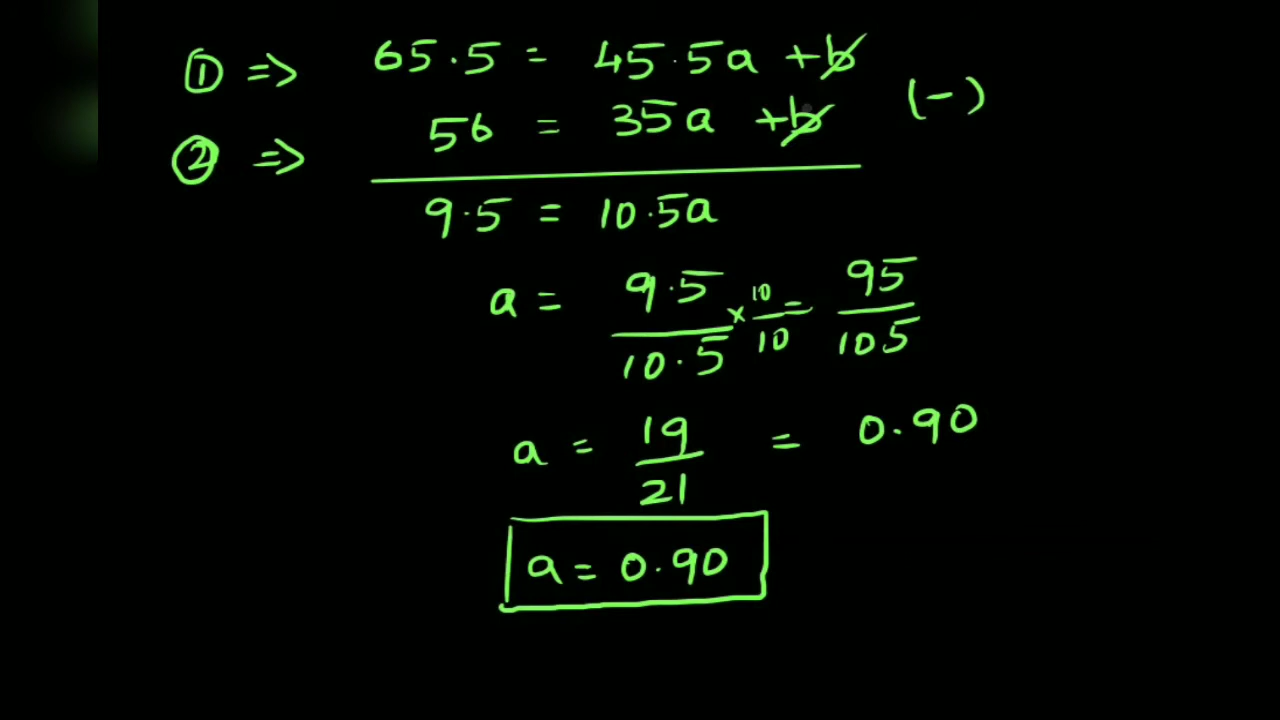 ① => 65.5 = 45.5a + b
② => 56 = 35a + b (-)
9.5 = 10.5a
a = 9.5/10.5 × 10/10 = 95/105
a = 19/21 = 0.90
a = 0.90